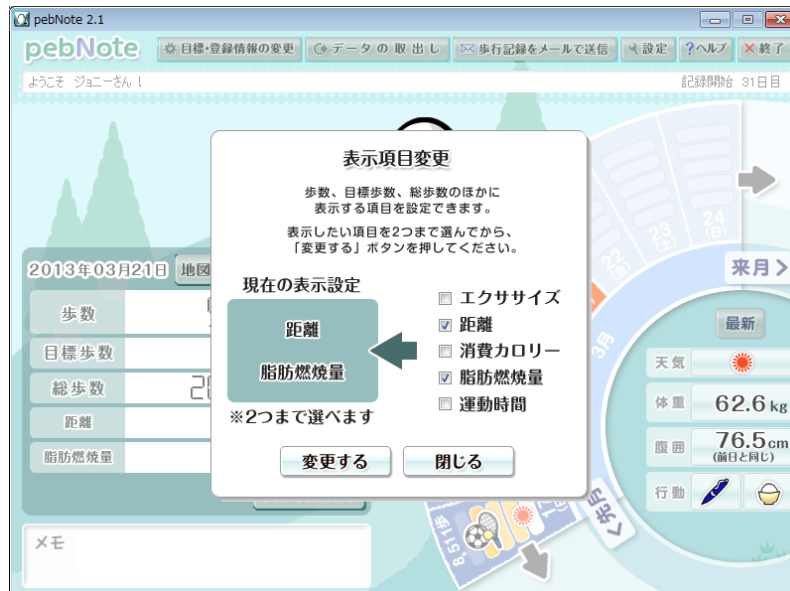 pebNote 2.1
pebNote
目標・登録情報の変更
データの取出し
歩行記録をメールで送信
設定
?ヘルプ
終了
ようこそ ジョニーさん!
記録開始 31日目
表示項目変更
歩数、目標歩数、総歩数のほかに
表示する項目を設定できます。
表示したい項目を2つまで選んでから、
「変更する」ボタンを押してください。
現在の表示設定
距離
脂肪燃焼量
※2つまで選べます
エクササイズ
距離
消費カロリー
脂肪燃焼量
運動時間
変更する
閉じる
2013年03月21日
地図
歩数
目標歩数
総歩数
距離
脂肪燃焼量
メモ
22
(金)
23
(土)
24
(日)
来月
3月
最新
天気
体重 62.6 kg
腹囲 76.5cm
(前日と同じ)
行動
先月
8,511歩